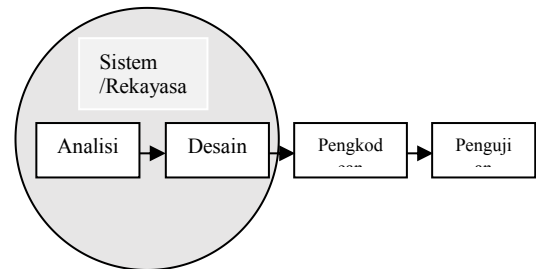 Sistem
/Rekayasa
Analisi
Desain
Pengkod
Penguji